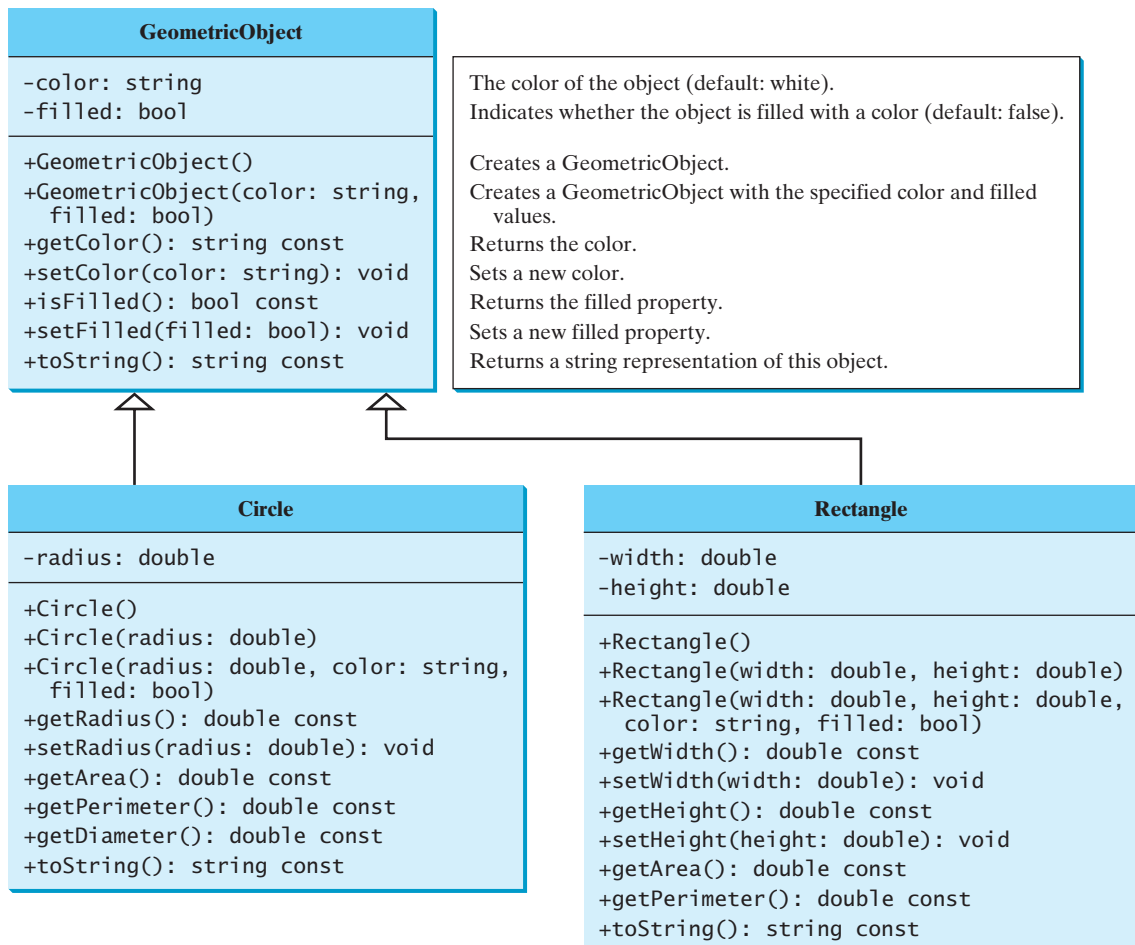 GeometricObject
-color: string
-filled: bool
+GeometricObject()
+GeometricObject(color: string,
filled: bool)
+getColor(): string const
+setColor(color: string): void
+isFilled(): bool const
+setFilled(filled: bool): void
+toString(): string const
The color of the object (default: white).
Indicates whether the object is filled with a color (default: false).
Creates a GeometricObject.
Creates a GeometricObject with the specified color and filled
values.
Returns the color.
Sets a new color.
Returns the filled property.
Sets a new filled property.
Returns a string representation of this object.
Circle
-radius: double
+Circle()
+Circle(radius: double)
+Circle(radius: double, color: string,
filled: bool)
+getRadius(): double const
+setRadius(radius: double): void
+getArea(): double const
+getPerimeter(): double const
+getDiameter(): double const
+toString(): string const
Rectangle
-width: double
-height: double
+Rectangle()
+Rectangle(width: double, height: double)
+Rectangle(width: double, height: double,
color: string, filled: bool)
+getWidth(): double const
+setWidth(width: double): void
+getHeight(): double const
+setHeight(height: double): void
+getArea(): double const
+getPerimeter(): double const
+toString(): string const